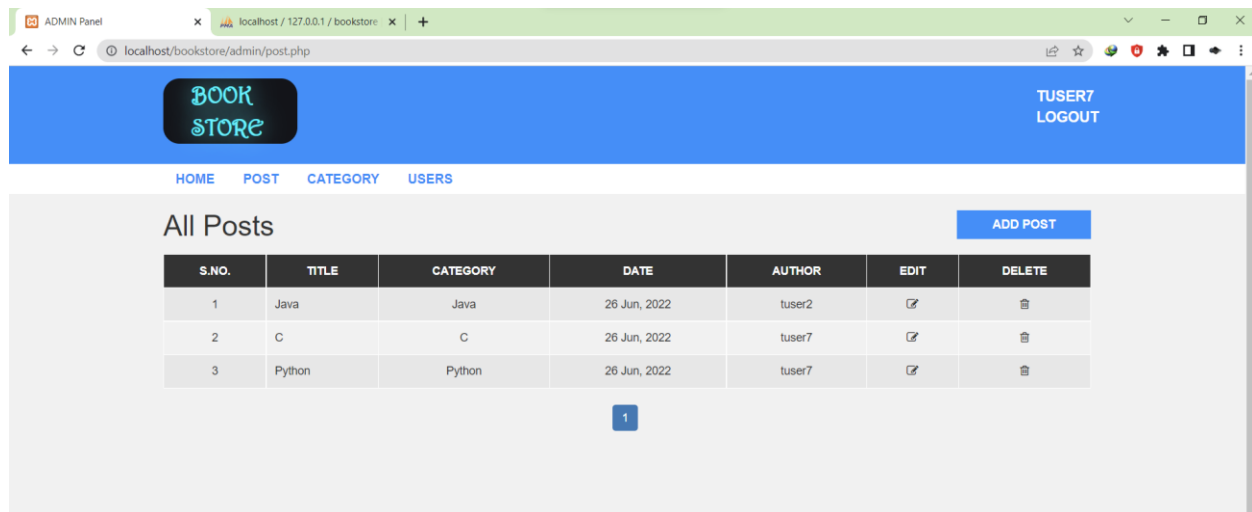 ADMIN Panel
localhost / 127.0.0.1 / bookstore
localhost/bookstore/admin/post.php
BOOK
STORE
TUSER7
LOGOUT
HOME POST CATEGORY USERS
All Posts
ADD POST
S.NO. TITLE CATEGORY DATE AUTHOR EDIT DELETE
1 Java Java 26 Jun, 2022 tuser2
2 C C 26 Jun, 2022 tuser7
3 Python Python 26 Jun, 2022 tuser7
1